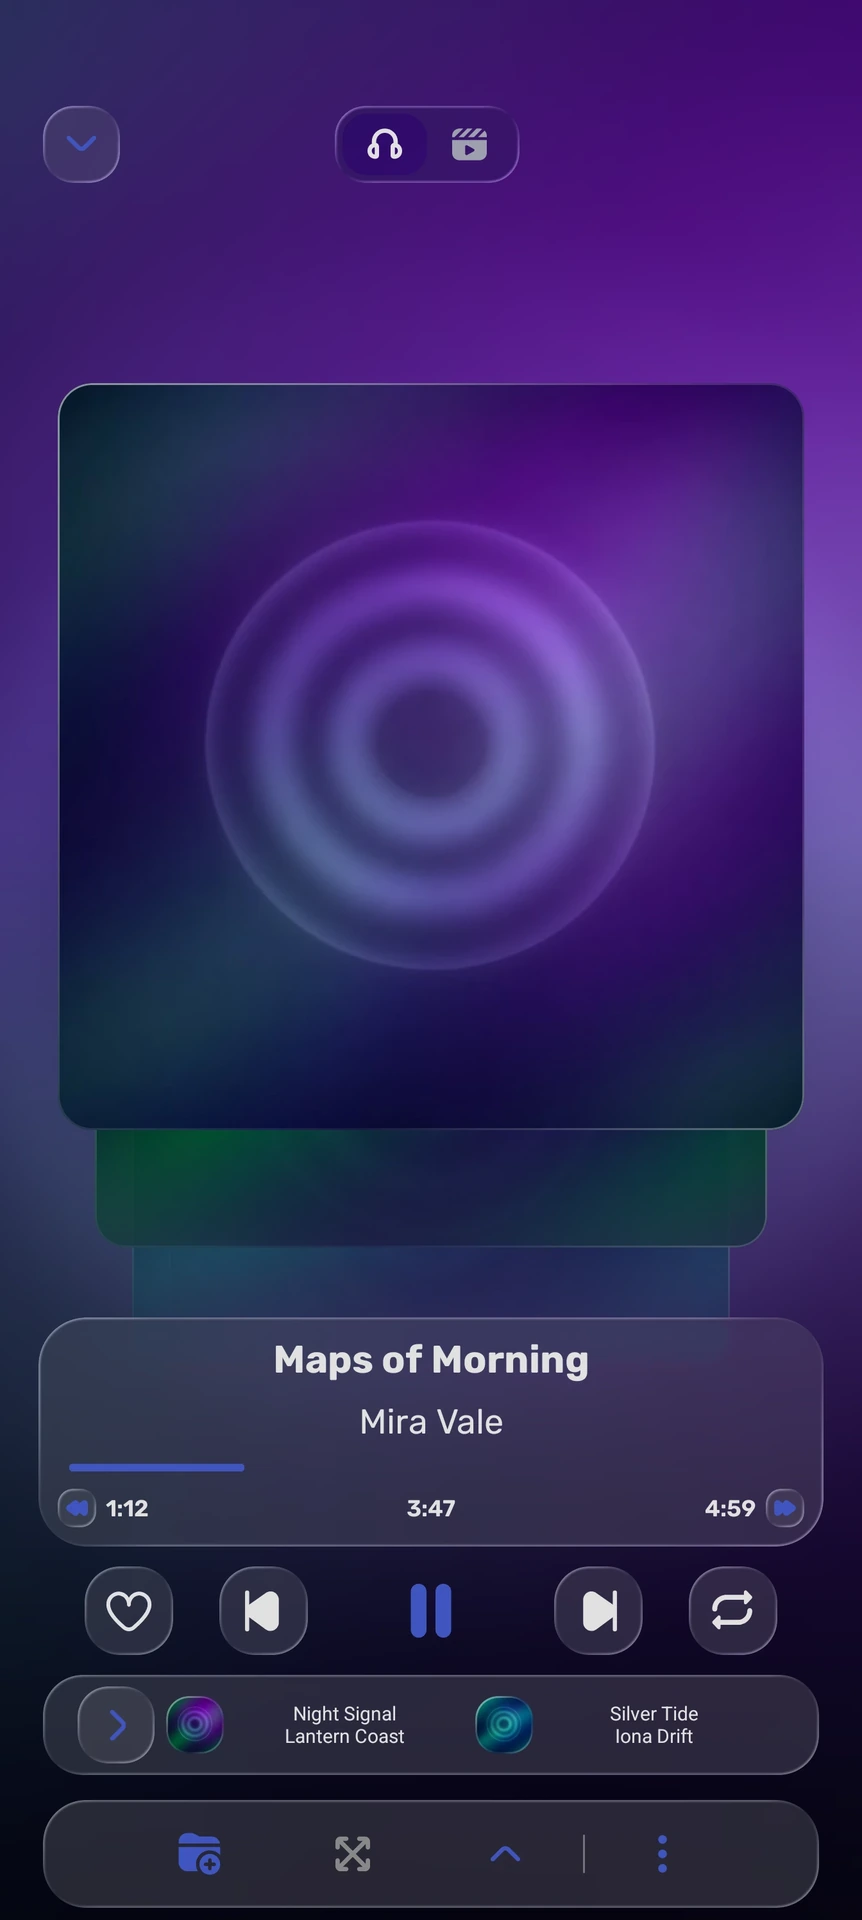 Maps of Morning
Mira Vale
1:12 3:47 4:59
Night Signal
Lantern Coast
Silver Tide
Iona Drift